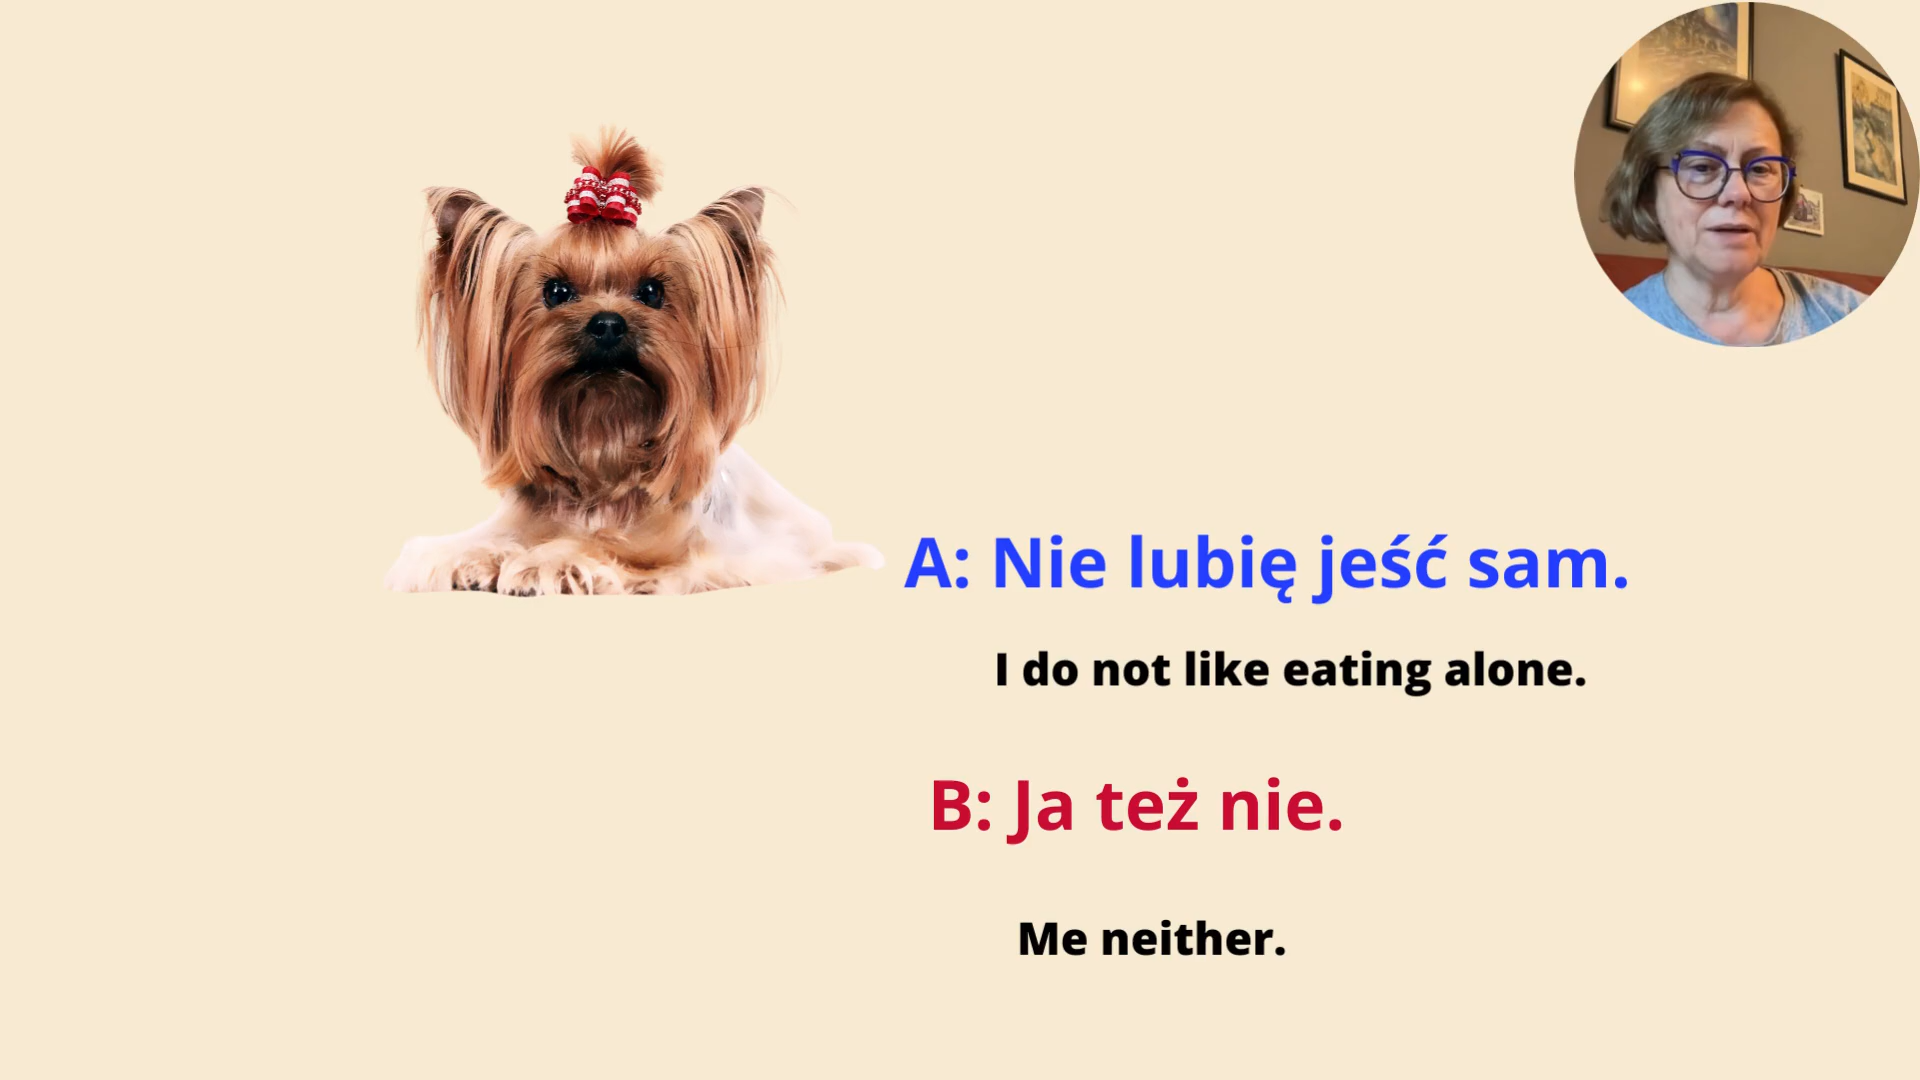 A: Nie lubię jeść sam.
I do not like eating alone.
B: Ja też nie.
Me neither.